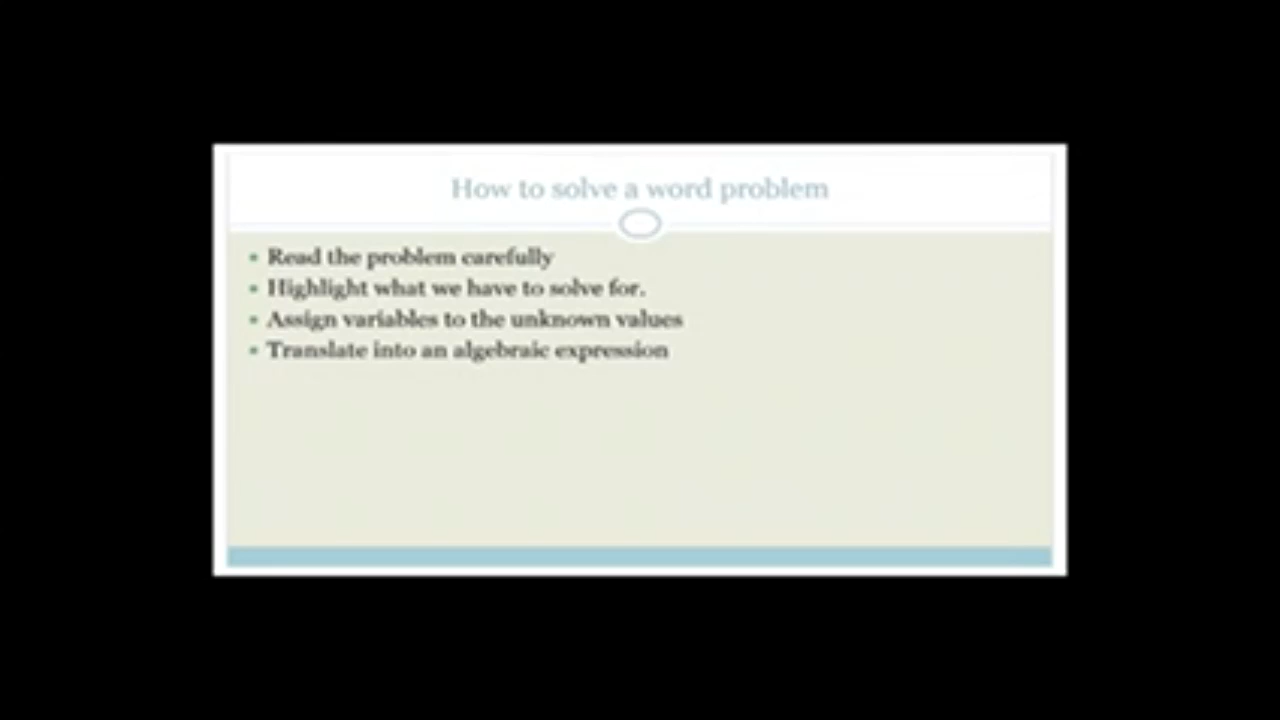 How to solve a word problem
• Read the problem carefully
• Highlight what we have to solve for.
• Assign variables to the unknown values
• Translate into an algebraic expression